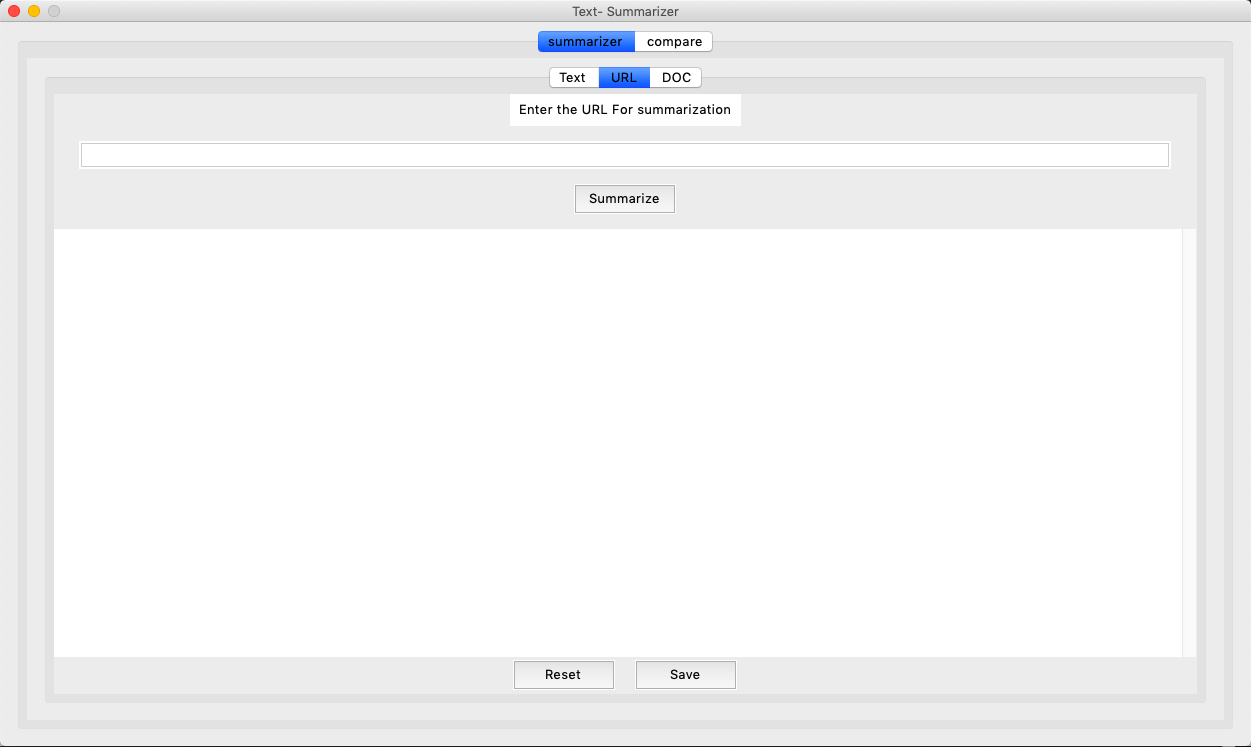 Text- Summarizer
summarizer compare
Text URL DOC
Enter the URL For summarization
Summarize
Reset Save